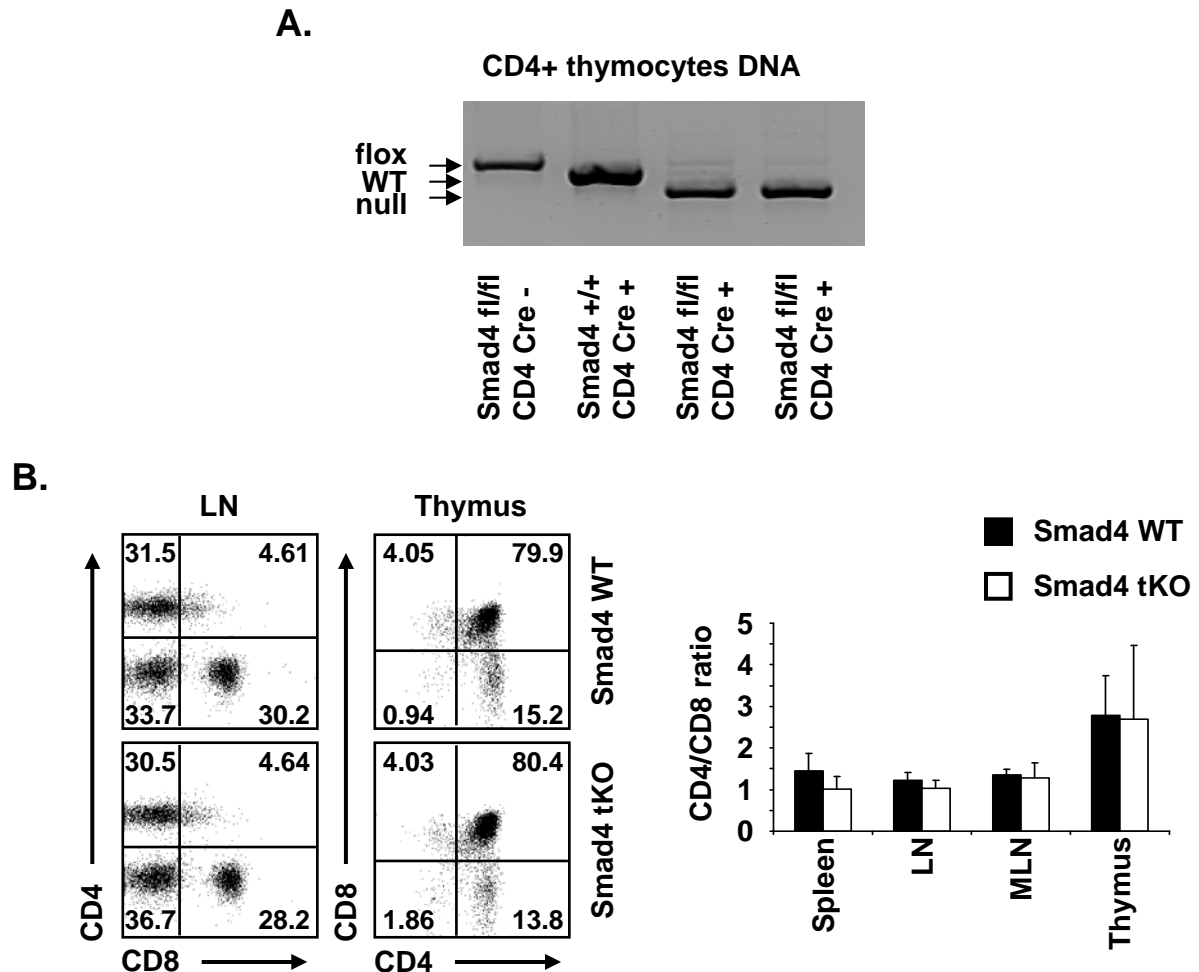 A.
CD4+ thymocytes DNA
flox
WT
null
Smad4 fl/fl
CD4 Cre -
Smad4 +/+
CD4 Cre +
Smad4 fl/fl
CD4 Cre +
Smad4 fl/fl
CD4 Cre +
B.
LN
Thymus
31.5
4.61
33.7
30.2
4.05
79.9
0.94
15.2
Smad4 WT
30.5
4.64
36.7
28.2
4.03
80.4
1.86
13.8
Smad4 tKO
CD4
CD8
CD8
CD4
Smad4 WT
Smad4 tKO
CD4/CD8 ratio
5
4
3
2
1
0
Spleen
LN
MLN
Thymus